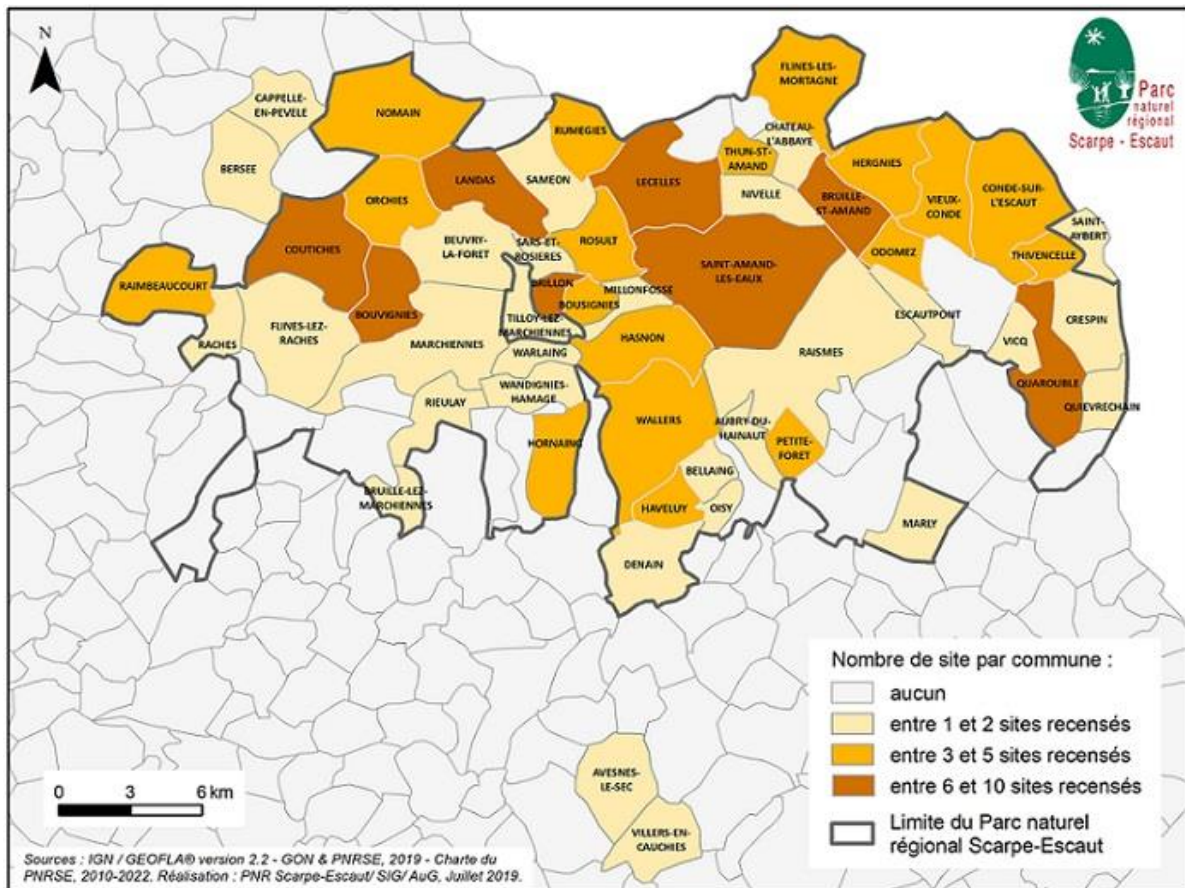 N
Parc
naturel
régional
Scarpe - Escaut
FLINES-LES-
MORTAGNE
CAPPELLE-
EN-PEVELE
NOMAIN
RUMEGIES
CHATEAU-
L'ABBAYE
THUN-ST-
AMAND
HERGNIES
BERSEE
LANDAS
SAMEON
LECELLES
NIVELLE
BRUILLE-
ST-AMAND
VIEUX-
CONDE
CONDE-SUR-
L'ESCAUT
ORCHIES
SAINT-
AYBERT
COUTICHES
BEUVRY-
LA-FORET
SARS-ET-
ROSIERES
ROSULT
ODOMEZ
THIVENCELLE
SAINT-AMAND-
LES-EAUX
RAIMBEAUCOURT
BRILLON
MILLONFOSSE
BOUSIGNIES
BOUVIGNIES
TILLOY-LEZ-
MARCHIENNES
ESCAUTPONT
CRESPIN
RACHES
FLINES-LEZ-
RACHES
MARCHIENNES
HASNON
VICQ
WARLAING
RAISMES
WANDIGNIES-
HAMAGE
QUAROUBLE
RIEULAY
QUIEVRECHAIN
WALLERS
AUBRY-DU-
HAINAUT
HORNAING
PETITE-
FORET
BELLAING
BRUILLE-LEZ-
MARCHIENNES
HAVELUY
OISY
MARLY
DENAIN
AVESNES-
LE-SEC
VILLERS-EN-
CAUCHIES
Nombre de site par commune :
aucun
entre 1 et 2 sites recensés
entre 3 et 5 sites recensés
entre 6 et 10 sites recensés
Limite du Parc naturel
régional Scarpe-Escaut
0 3 6 km
Sources : IGN / GEOFLA® version 2.2 - GON & PNRSE, 2019 - Charte du
PNRSE, 2010-2022. Réalisation : PNR Scarpe-Escaut/ SIG/ AuG, Juillet 2019.